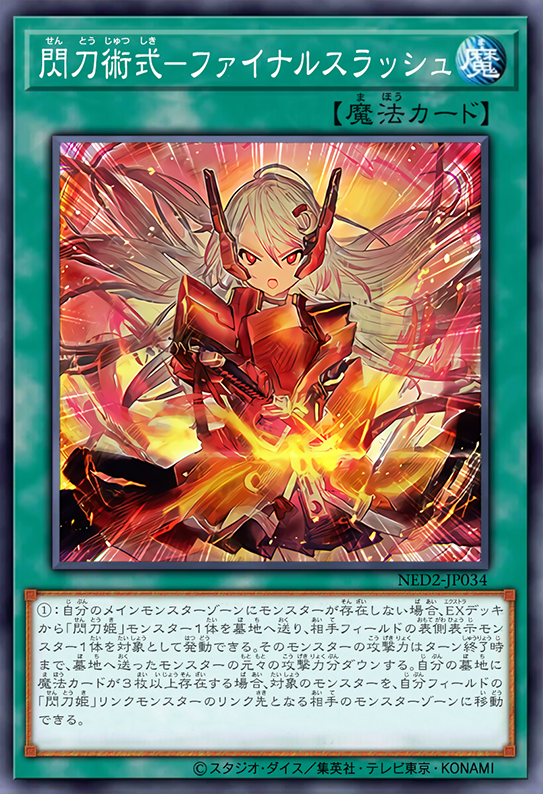 閃刀術式－ファイナルスラッシュ
【魔法カード】
NED2-JP034
①：自分のメインモンスターゾーンにモンスターが存在しない場合、EXデッキ
から「閃刀姫」モンスター１体を墓地へ送り、相手フィールドの表側表示モン
スター１体を対象として発動できる。そのモンスターの攻撃力はターン終了時
まで、墓地へ送ったモンスターの元々の攻撃力分ダウンする。自分の墓地に
魔法カードが３枚以上存在する場合、対象のモンスターを、自分フィールドの
「閃刀姫」リンクモンスターのリンク先となる相手のモンスターゾーンに移動
できる。
©スタジオ・ダイス／集英社・テレビ東京・KONAMI